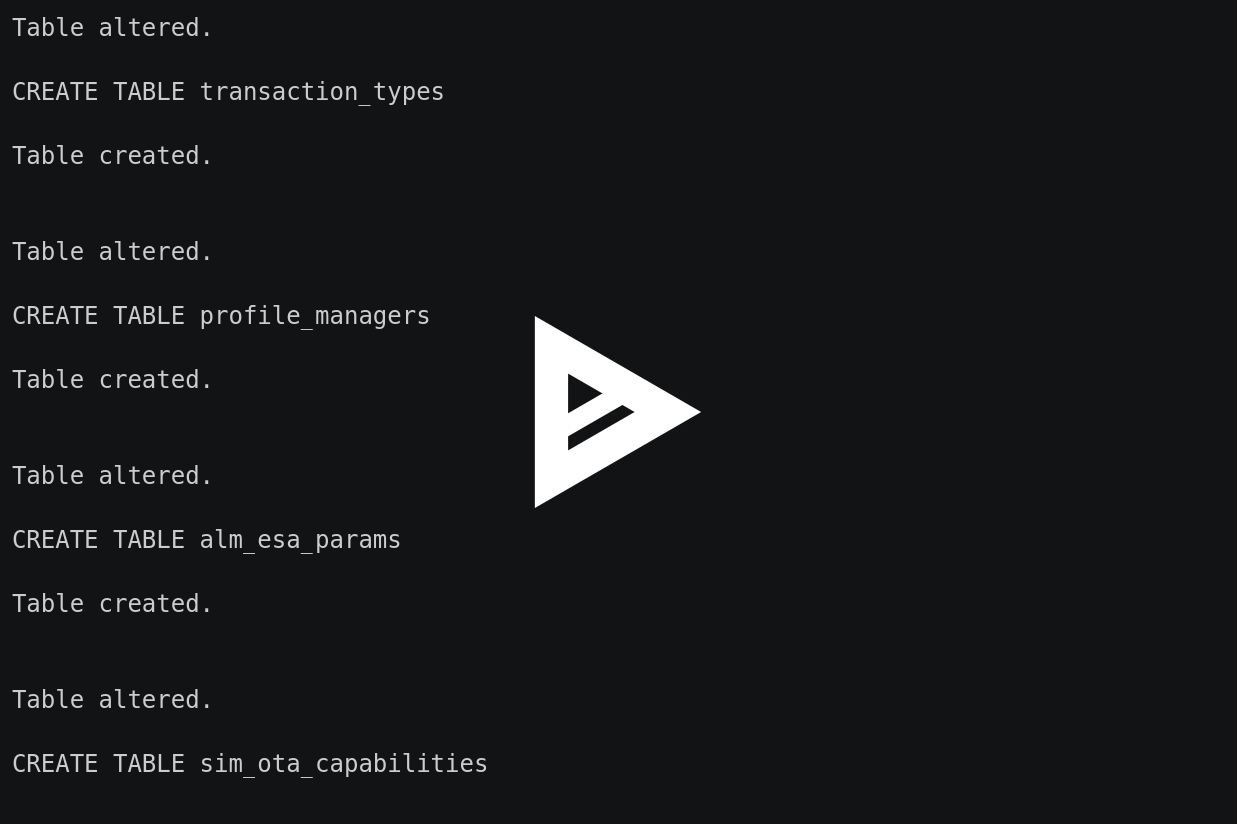 Table altered.
CREATE TABLE transaction_types
Table created.
Table altered.
CREATE TABLE profile_managers
Table created.
Table altered.
CREATE TABLE alm_esa_params
Table created.
Table altered.
CREATE TABLE sim_ota_capabilities